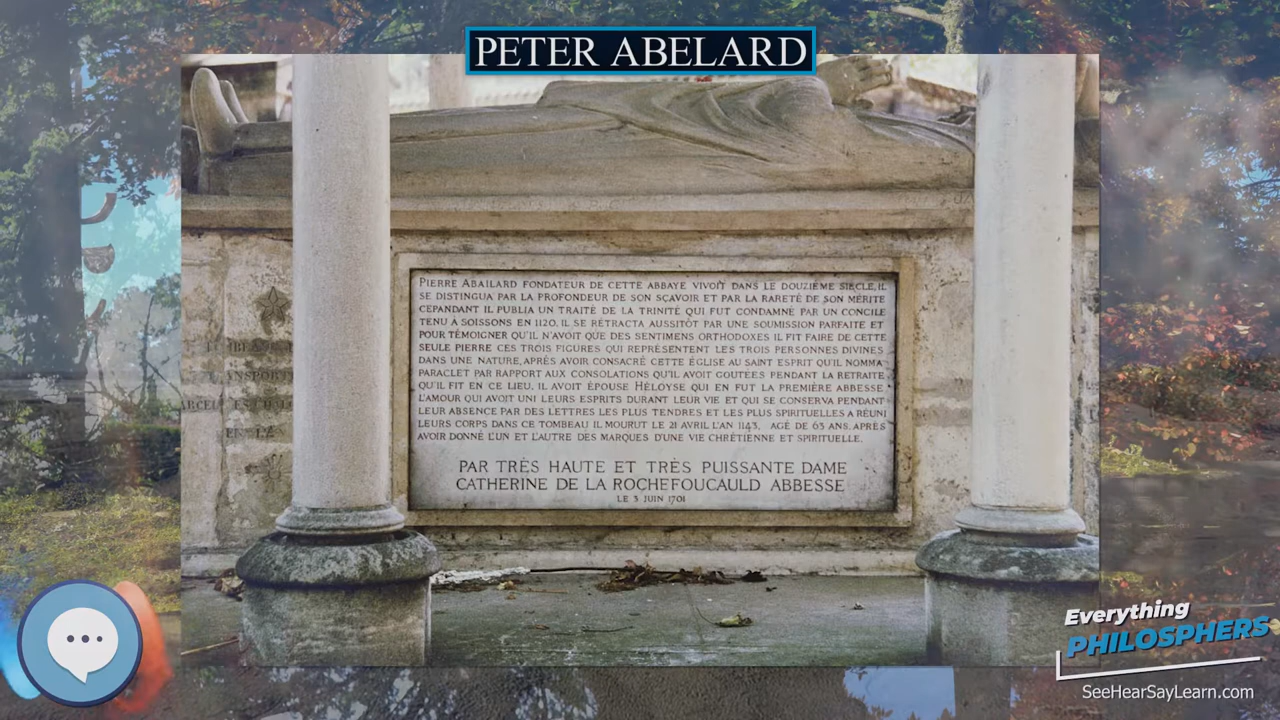 PETER ABELARD
PIERRE ABAILARD FONDATEUR DE CETTE ABBAYE VIVOIT DANS LE DOUZIEME SIECLE, IL
SE DISTINGUA PAR LA PROFONDEUR DE SON SÇAVOIR ET PAR LA RARETÉ DE SON MÉRITE
CEPANDANT IL PUBLIA UN TRAITÉ DE LA TRINITÉ QUI FUT CONDAMNÉ PAR UN CONCILE
TENU A SOISSONS EN 1120. IL SE RÉTRACTA AUSSITÔT PAR UNE SOUMISSION PARFAITE ET
POUR TÉMOIGNER QU'IL N'AVOIT QUE DES SENTIMENS ORTHODOXES IL FIT FAIRE DE CETTE
SEULE PIERRE CES TROIS FIGURES QUI REPRÉSENTENT LES TROIS PERSONNES DIVINES
DANS UNE NATURE, APRÈS AVOIR CONSACRÉ CETTE ÉGLISE AU SAINT ESPRIT QU'IL NOMMA
PARACLET PAR RAPPORT AUX CONSOLATIONS QU'IL AVOIT GOUTÉES PENDANT LA RETRAITE
QU'IL FIT EN CE LIEU. IL AVOIT ÉPOUSÉ HÉLOYSE QUI EN FUT LA PREMIÈRE ABBESSE.
L'AMOUR QUI AVOIT UNI LEURS ESPRITS DURANT LEUR VIE ET QUI SE CONSERVA PENDANT
LEUR ABSENCE PAR DES LETTRES LES PLUS TENDRES ET LES PLUS SPIRITUELLES A RÉUNI
LEURS CORPS DANS CE TOMBEAU IL MOURUT LE 21 AVRIL L'AN 1143, AGÉ DE 63 ANS, APRÈS
AVOIR DONNÉ L'UN ET L'AUTRE DES MARQUES D'UNE VIE CHRÉTIENNE ET SPIRITUELLE.
PAR TRÈS HAUTE ET TRÈS PUISSANTE DAME
CATHERINE DE LA ROCHEFOUCAULD ABBESSE
LE 3 JUIN 1701
Everything
PHILOSPHERS
SeeHearSayLearn.com